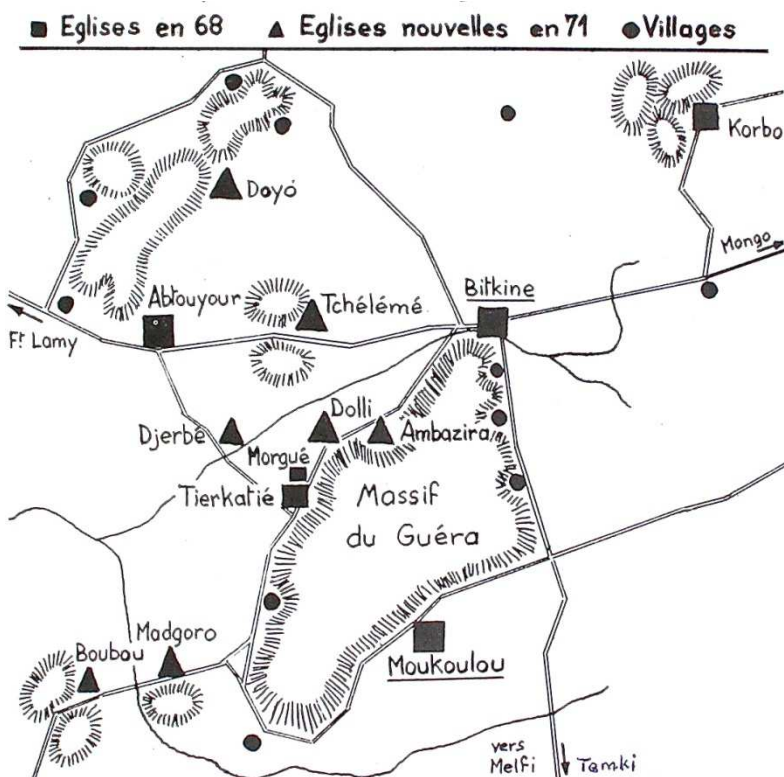 Eglises en 68 Eglises nouvelles en 71 Villages
Korbo
Doyó
Mongo
Bitkine
Abtouyour
Tchélémé
Ft Lamy
Dolli
Djerbé
Ambazira
Morgué
Tierkatié
Massif
du Guéra
Madgoro
Boubou
Moukoulou
vers
Melfi
Tamki